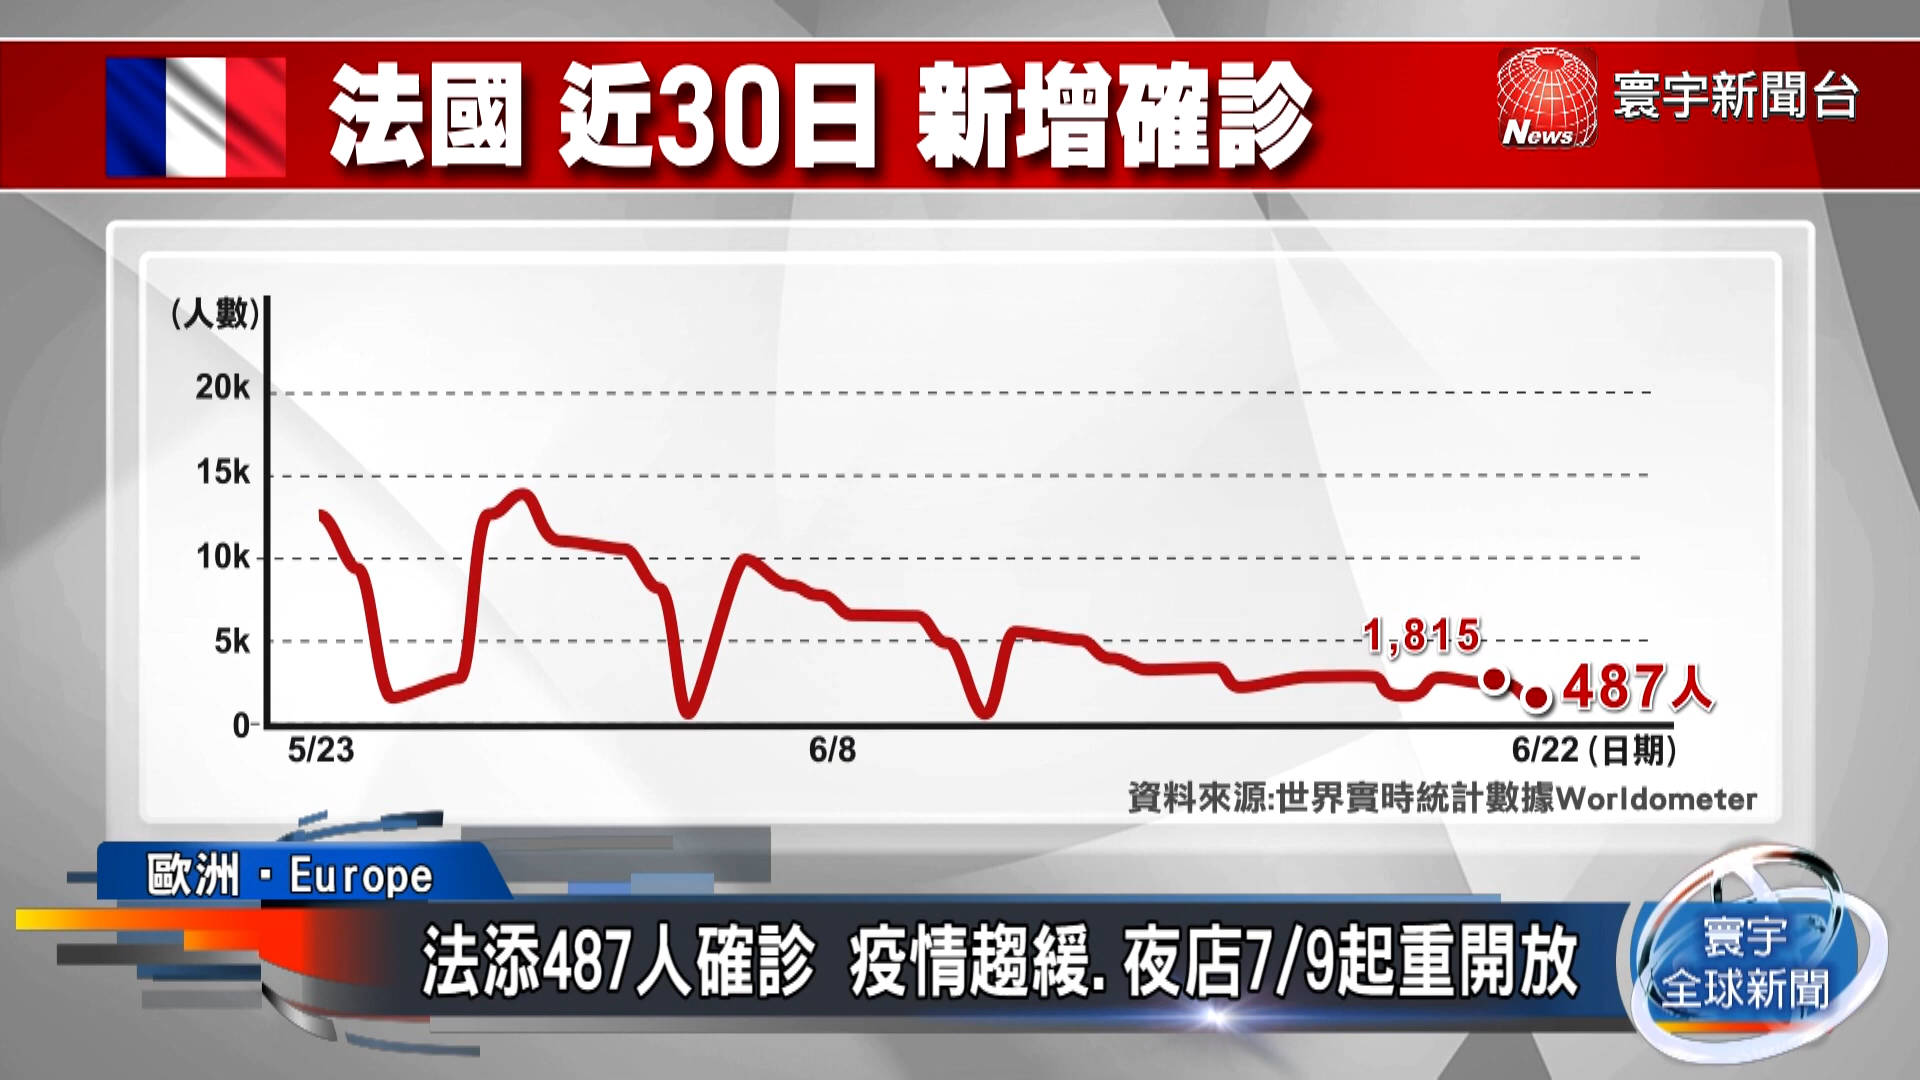 法國 近30日 新增確診
News
寰宇新聞台
(人數)
20k
15k
10k
5k
0
1,815
487人
5/23
6/8
6/22 (日期)
資料來源:世界實時統計數據Worldometer
歐洲·Europe
法添487人確診 疫情趨緩.夜店7/9起重開放
寰宇
全球新聞